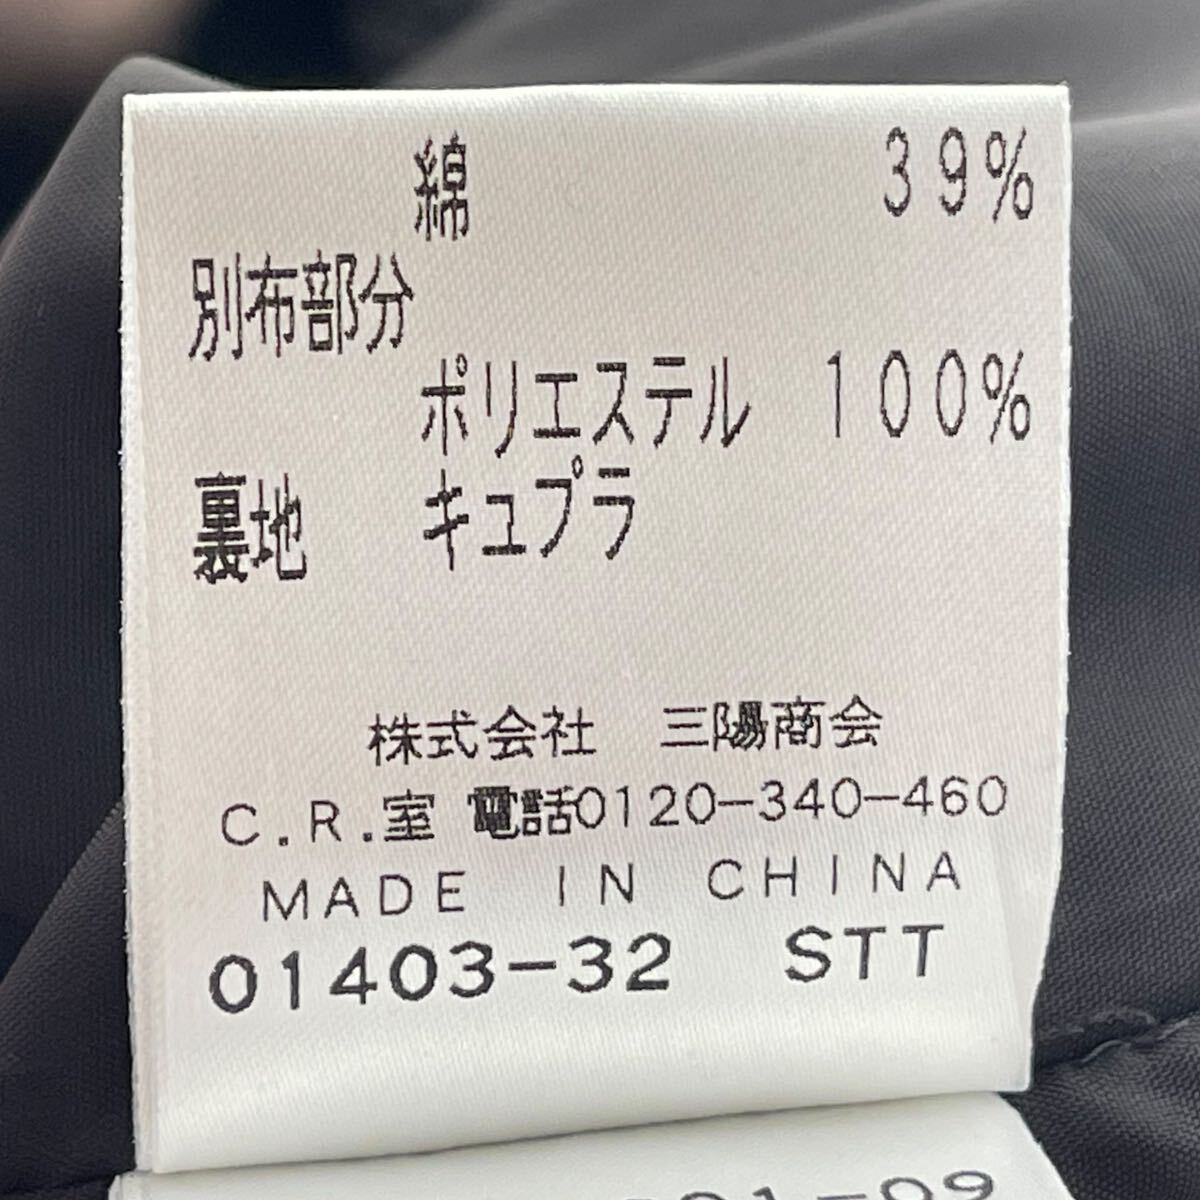 綿 39%
別布部分
ポリエステル 100%
裏地 キュプラ
株式会社 三陽商会
C.R.室 電話0120-340-460
MADE IN CHINA
01403-32 STT
01-09